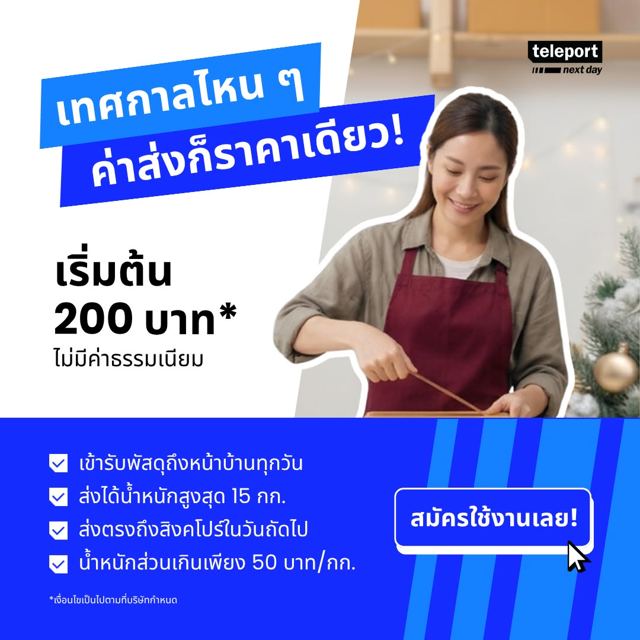 teleport
next day
เทศกาลไหน ๆ
ค่าส่งก็ราคาเดียว!
เริ่มต้น
200 บาท*
ไม่มีค่าธรรมเนียม
เข้ารับพัสดุถึงหน้าบ้านทุกวัน
ส่งได้น้ำหนักสูงสุด 15 กก.
ส่งตรงถึงสิงคโปร์ในวันถัดไป
น้ำหนักส่วนเกินเพียง 50 บาท/กก.
*เงื่อนไขเป็นไปตามที่บริษัทกำหนด
สมัครใช้งานเลย!